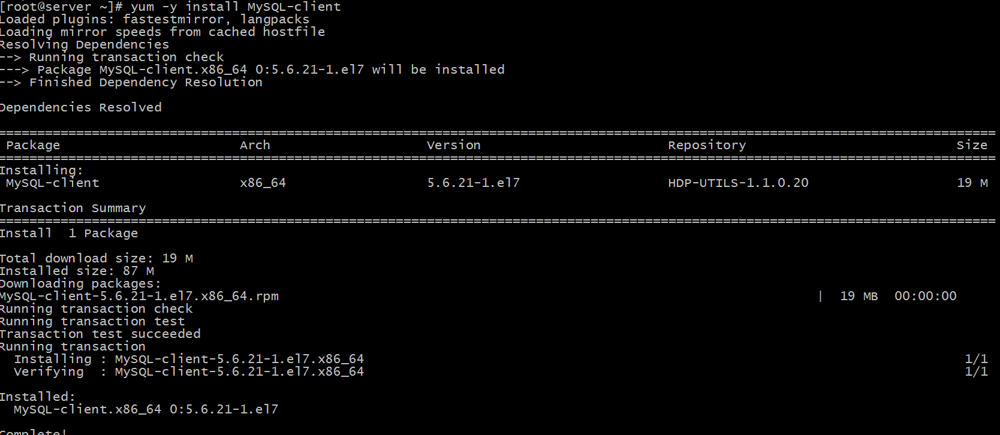 [root@server ~]# yum -y install MySQL-client
Loaded plugins: fastestmirror, langpacks
Loading mirror speeds from cached hostfile
Resolving Dependencies
--> Running transaction check
---> Package MySQL-client.x86_64 0:5.6.21-1.el7 will be installed
--> Finished Dependency Resolution
Dependencies Resolved
================================================================================================================================
Package Arch Version Repository Size
================================================================================================================================
Installing:
MySQL-client x86_64 5.6.21-1.el7 HDP-UTILS-1.1.0.20 19 M
Transaction Summary
================================================================================================================================
Install 1 Package
Total download size: 19 M
Installed size: 87 M
Downloading packages:
MySQL-client-5.6.21-1.el7.x86_64.rpm | 19 MB 00:00:00
Running transaction check
Running transaction test
Transaction test succeeded
Running transaction
Installing : MySQL-client-5.6.21-1.el7.x86_64 1/1
Verifying : MySQL-client-5.6.21-1.el7.x86_64 1/1
Installed:
MySQL-client.x86_64 0:5.6.21-1.el7
Complete!